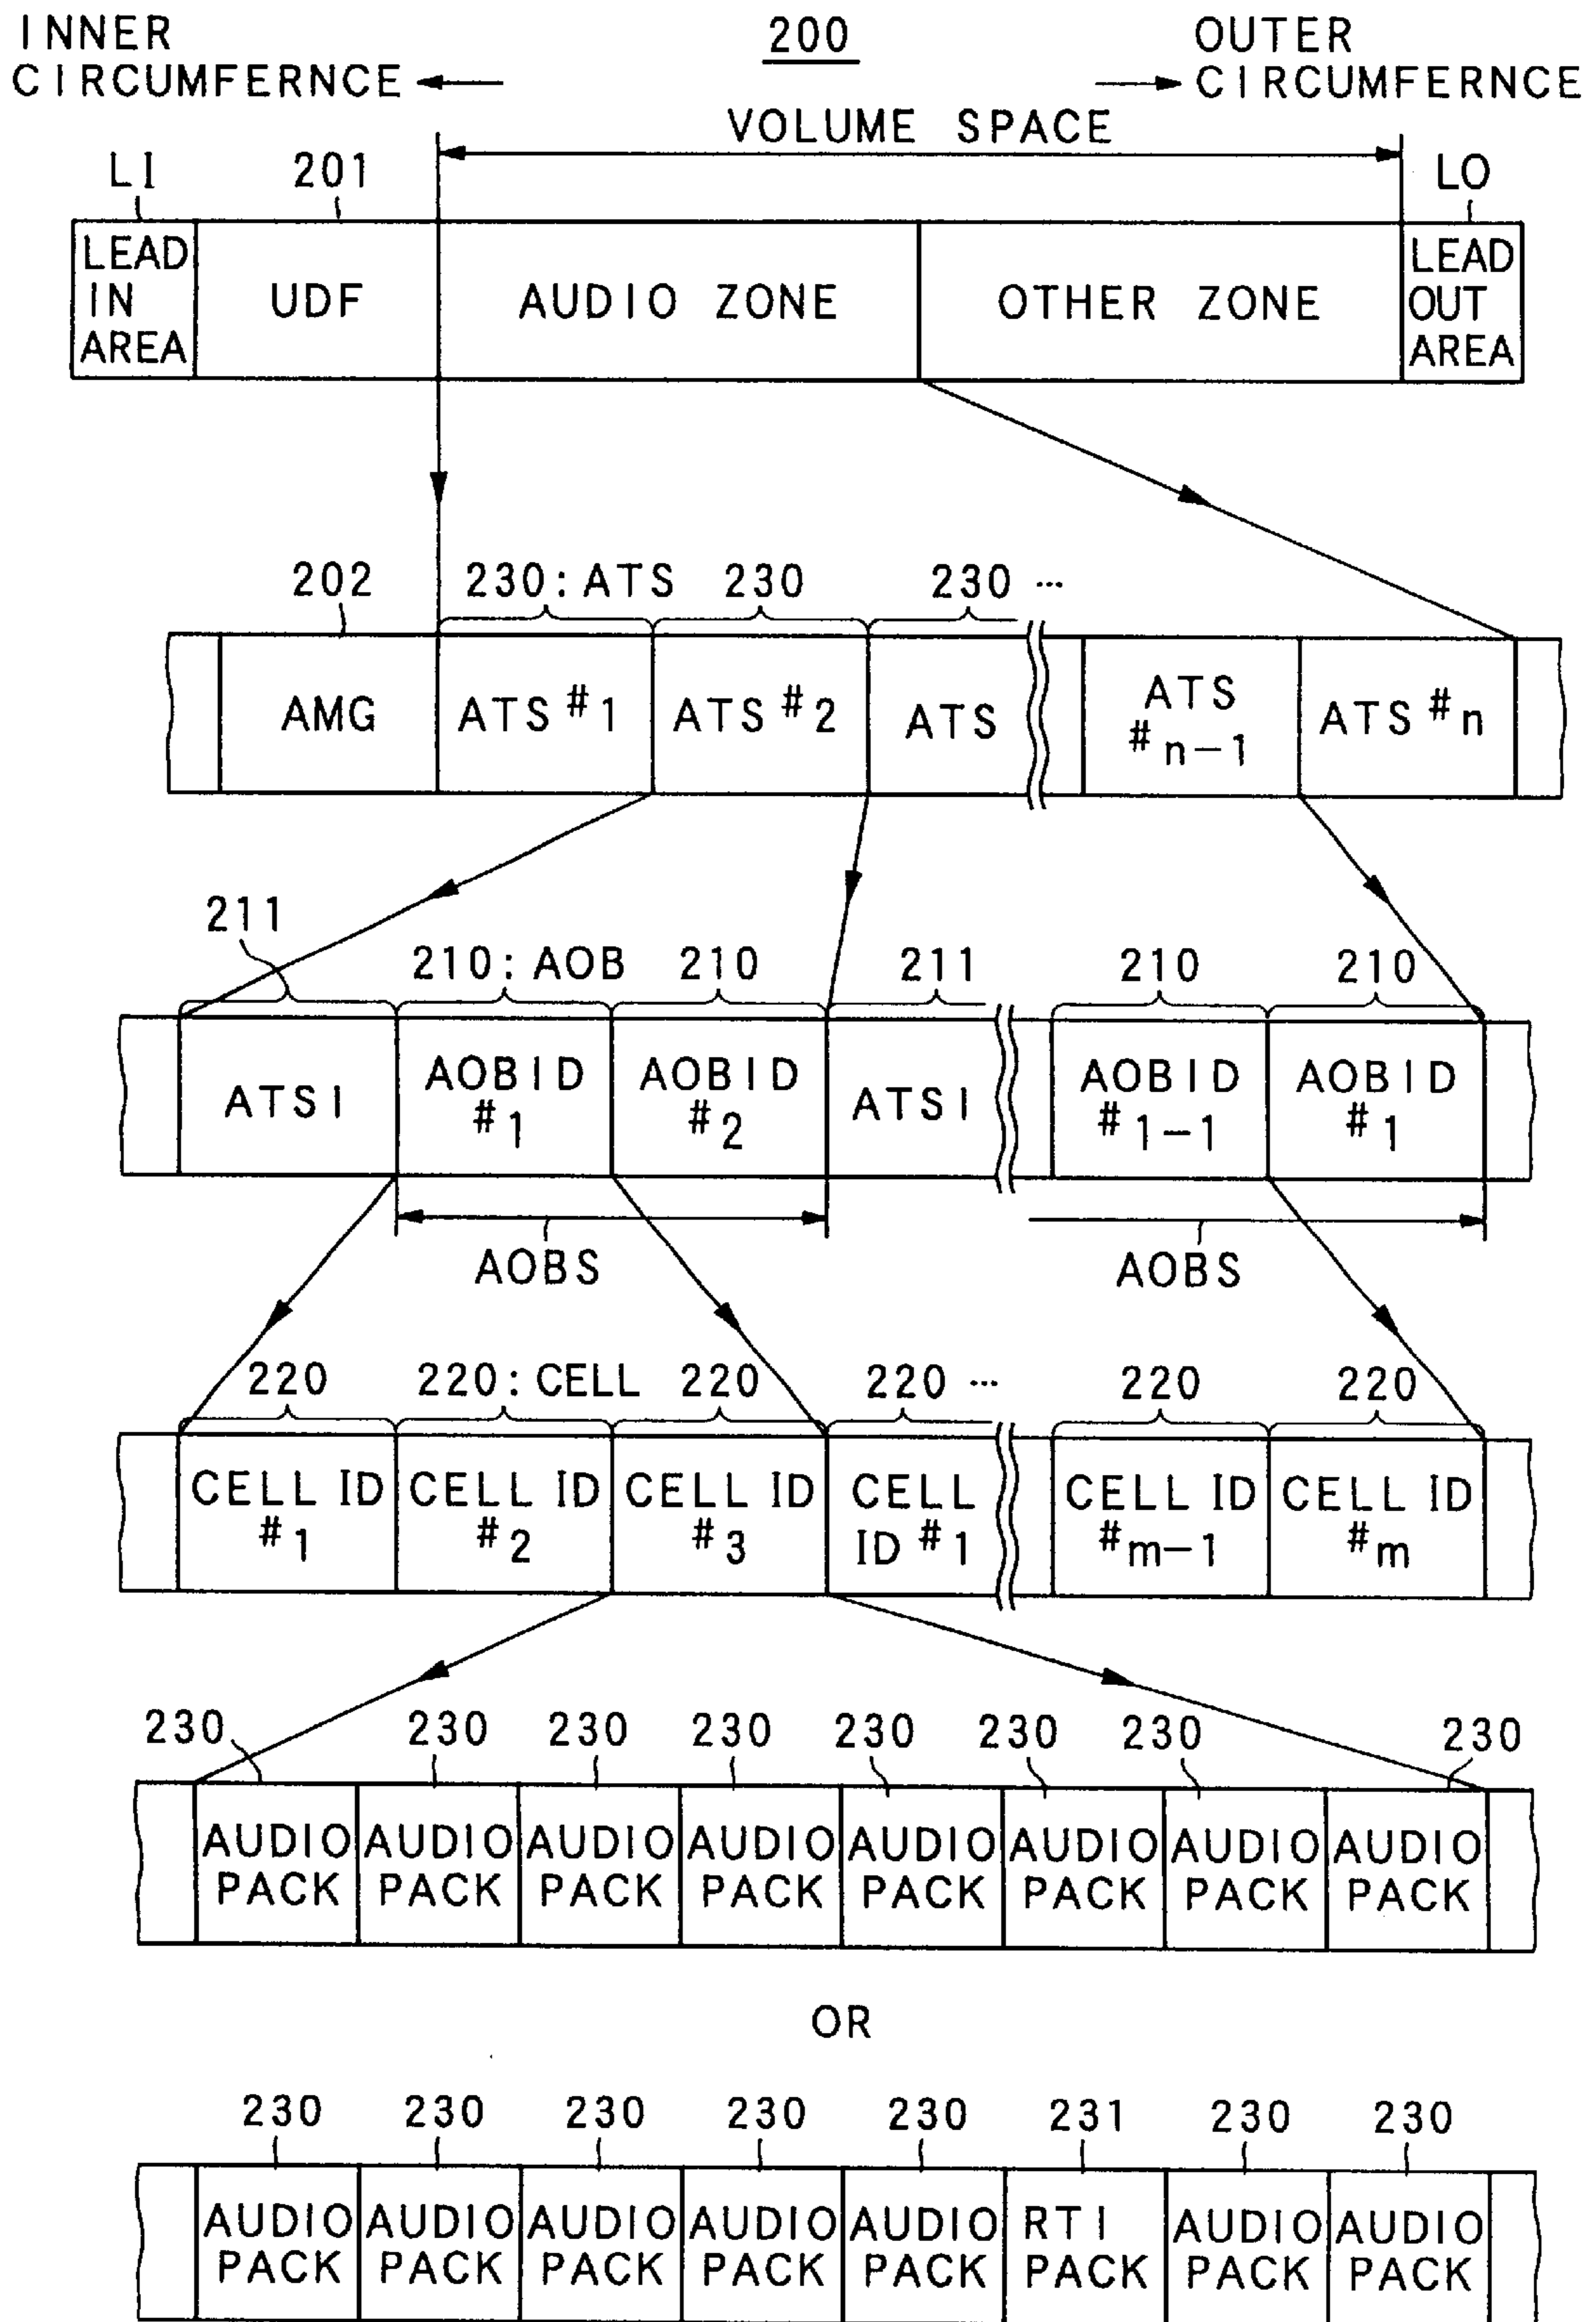 INNER CIRCUMFERNCE
200
OUTER CIRCUMFERNCE
VOLUME SPACE
LI 201 LO
LEAD IN AREA
UDF
AUDIO ZONE
OTHER ZONE
LEAD OUT AREA
202 230:ATS 230 230 ...
AMG
ATS #1
ATS #2
ATS
ATS #n-1
ATS #n
211 210:AOB 210 211 210 210
ATSI
AOBID #1
AOBID #2
ATSI
AOBID #1-1
AOBID #1
AOBS AOBS
220 220:CELL 220 220 ... 220 220
CELL ID #1
CELL ID #2
CELL ID #3
CELL ID #1
CELL ID #m-1
CELL ID #m
230 230 230 230 230 230 230 230
AUDIO PACK
AUDIO PACK
AUDIO PACK
AUDIO PACK
AUDIO PACK
AUDIO PACK
AUDIO PACK
AUDIO PACK
OR
230 230 230 230 230 231 230 230
AUDIO PACK
AUDIO PACK
AUDIO PACK
AUDIO PACK
AUDIO PACK
RTI PACK
AUDIO PACK
AUDIO PACK